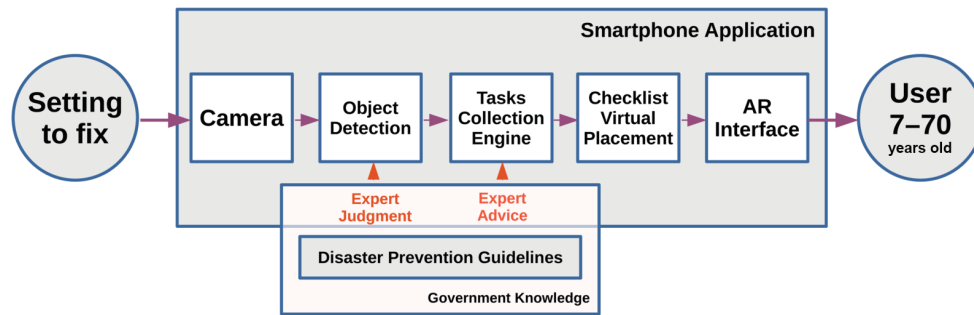 Smartphone Application
Setting
to fix
Camera
Object
Detection
Tasks
Collection
Engine
Checklist
Virtual
Placement
AR
Interface
User
7–70
years old
Expert
Judgment
Expert
Advice
Disaster Prevention Guidelines
Government Knowledge